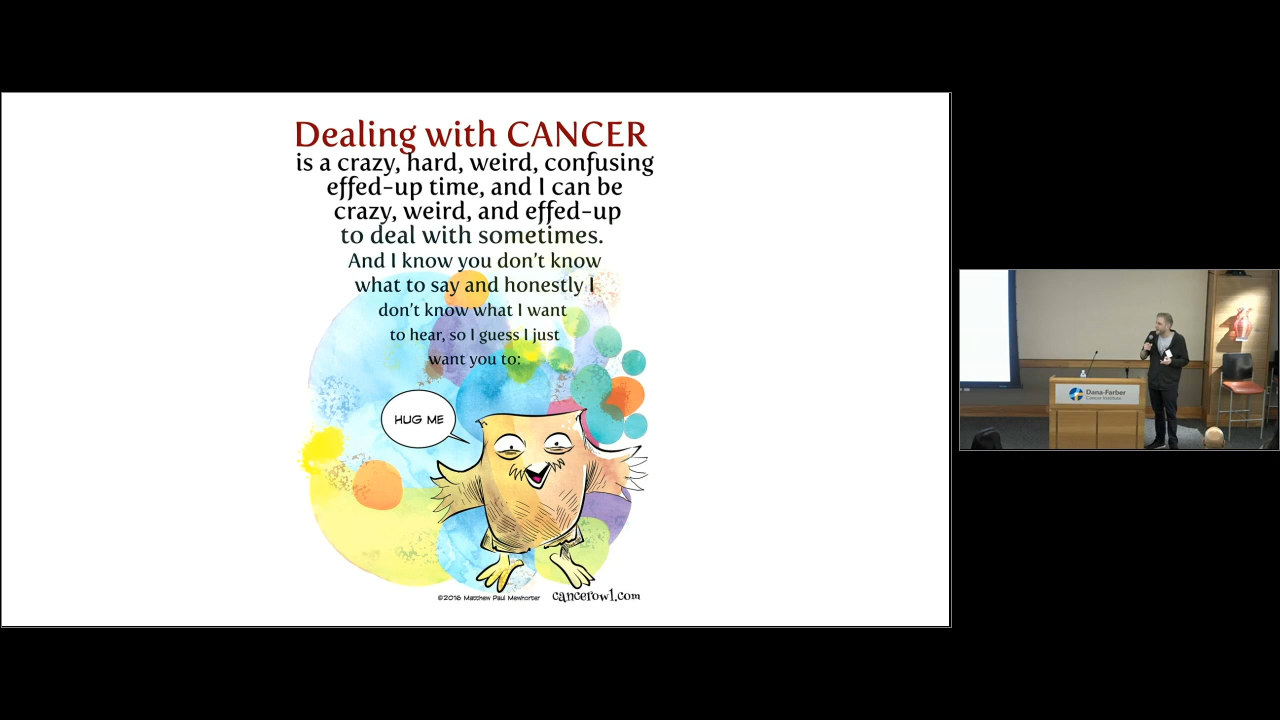 Dealing with CANCER
is a crazy, hard, weird, confusing
effed-up time, and I can be
crazy, weird, and effed-up
to deal with sometimes.
And I know you don't know
what to say and honestly I
don't know what I want
to hear, so I guess I just
want you to:
HUG ME
©2016 Matthew Paul Mewhorter
cancerowl.com
Dana-Farber
Cancer Institute